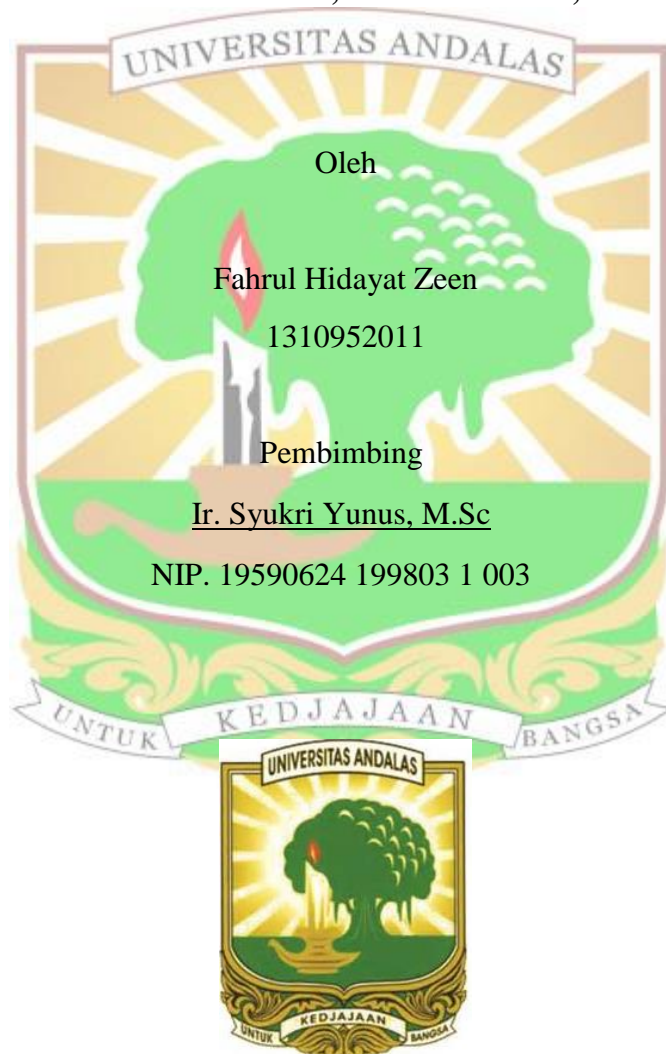 UNIVERSITAS ANDALAS
Oleh
Fahrul Hidayat Zeen
1310952011
Pembimbing
Ir. Syukri Yunus, M.Sc
NIP. 19590624 199803 1 003
UNTUK KEDJAJAAN BANGSA
UNIVERSITAS ANDALAS
UNTUK KEDJAJAAN BANGSA